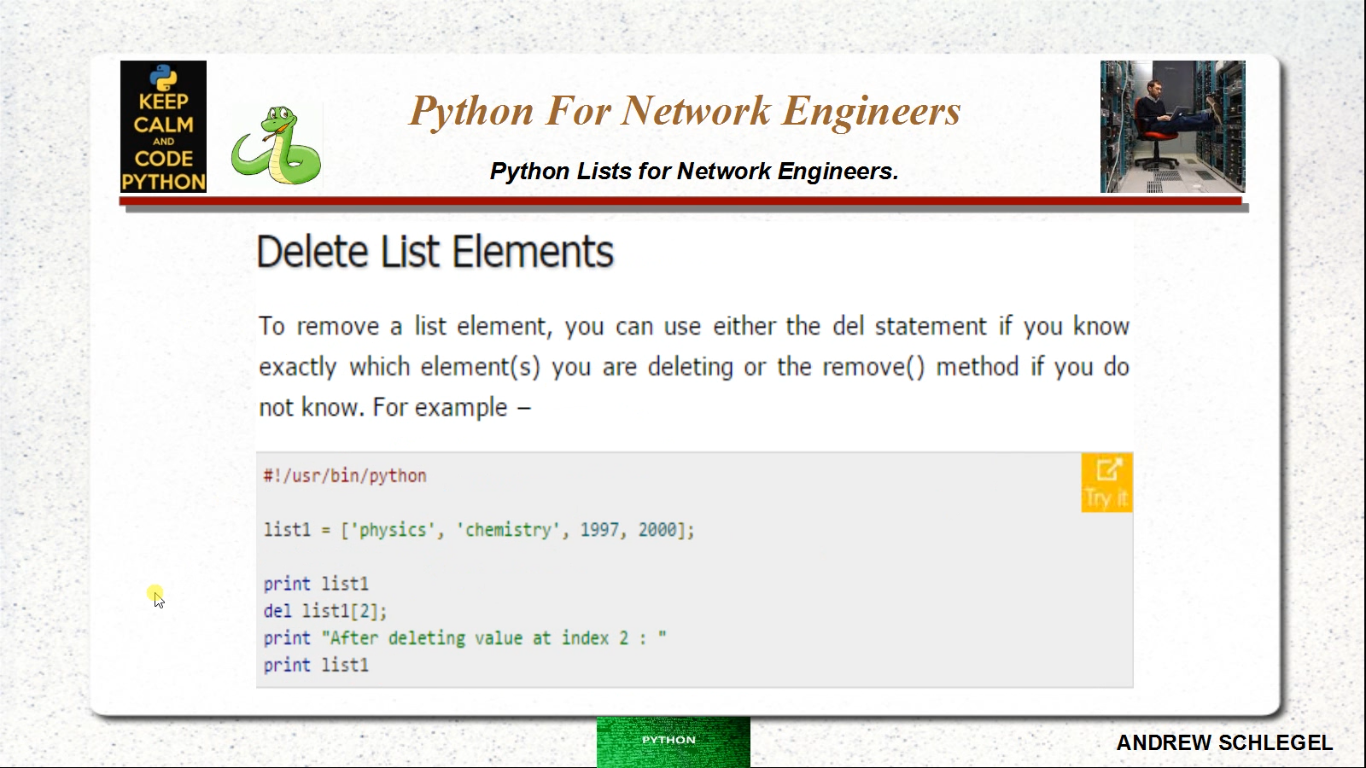 KEEP
CALM
AND
CODE
PYTHON
Python For Network Engineers
Python Lists for Network Engineers.
Delete List Elements
To remove a list element, you can use either the del statement if you know
exactly which element(s) you are deleting or the remove() method if you do
not know. For example –
#!/usr/bin/python
Try it
list1 = ['physics', 'chemistry', 1997, 2000];
print list1
del list1[2];
print "After deleting value at index 2 : "
print list1
PYTHON
ANDREW SCHLEGEL